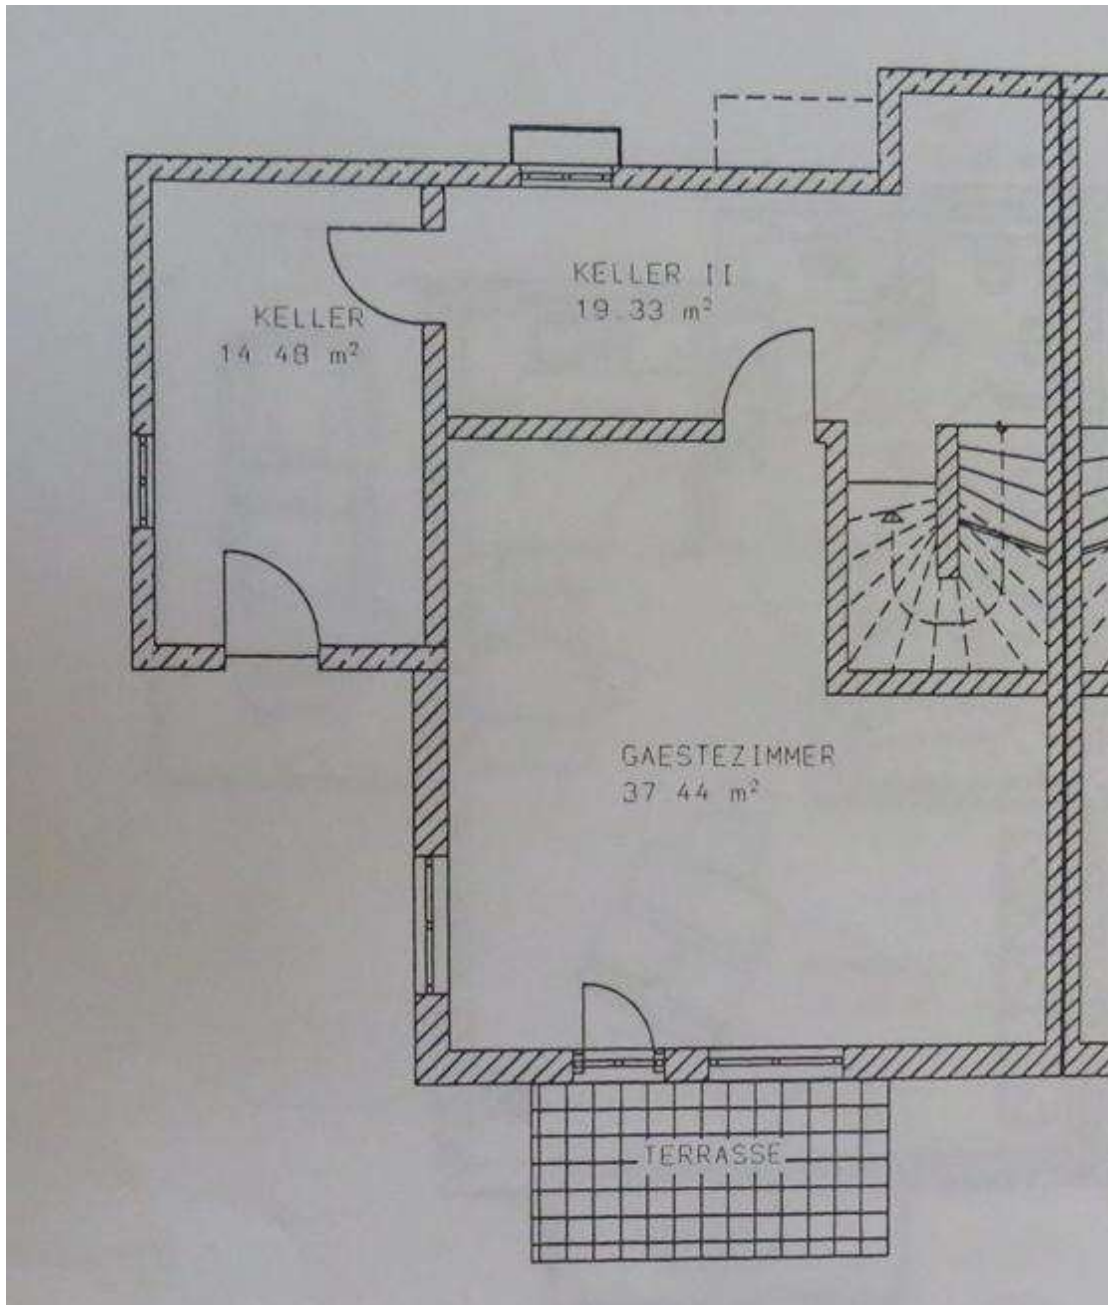 KELLER II
19.33 m²
KELLER
14.48 m²
GAESTEZIMMER
37.44 m²
TERRASSE